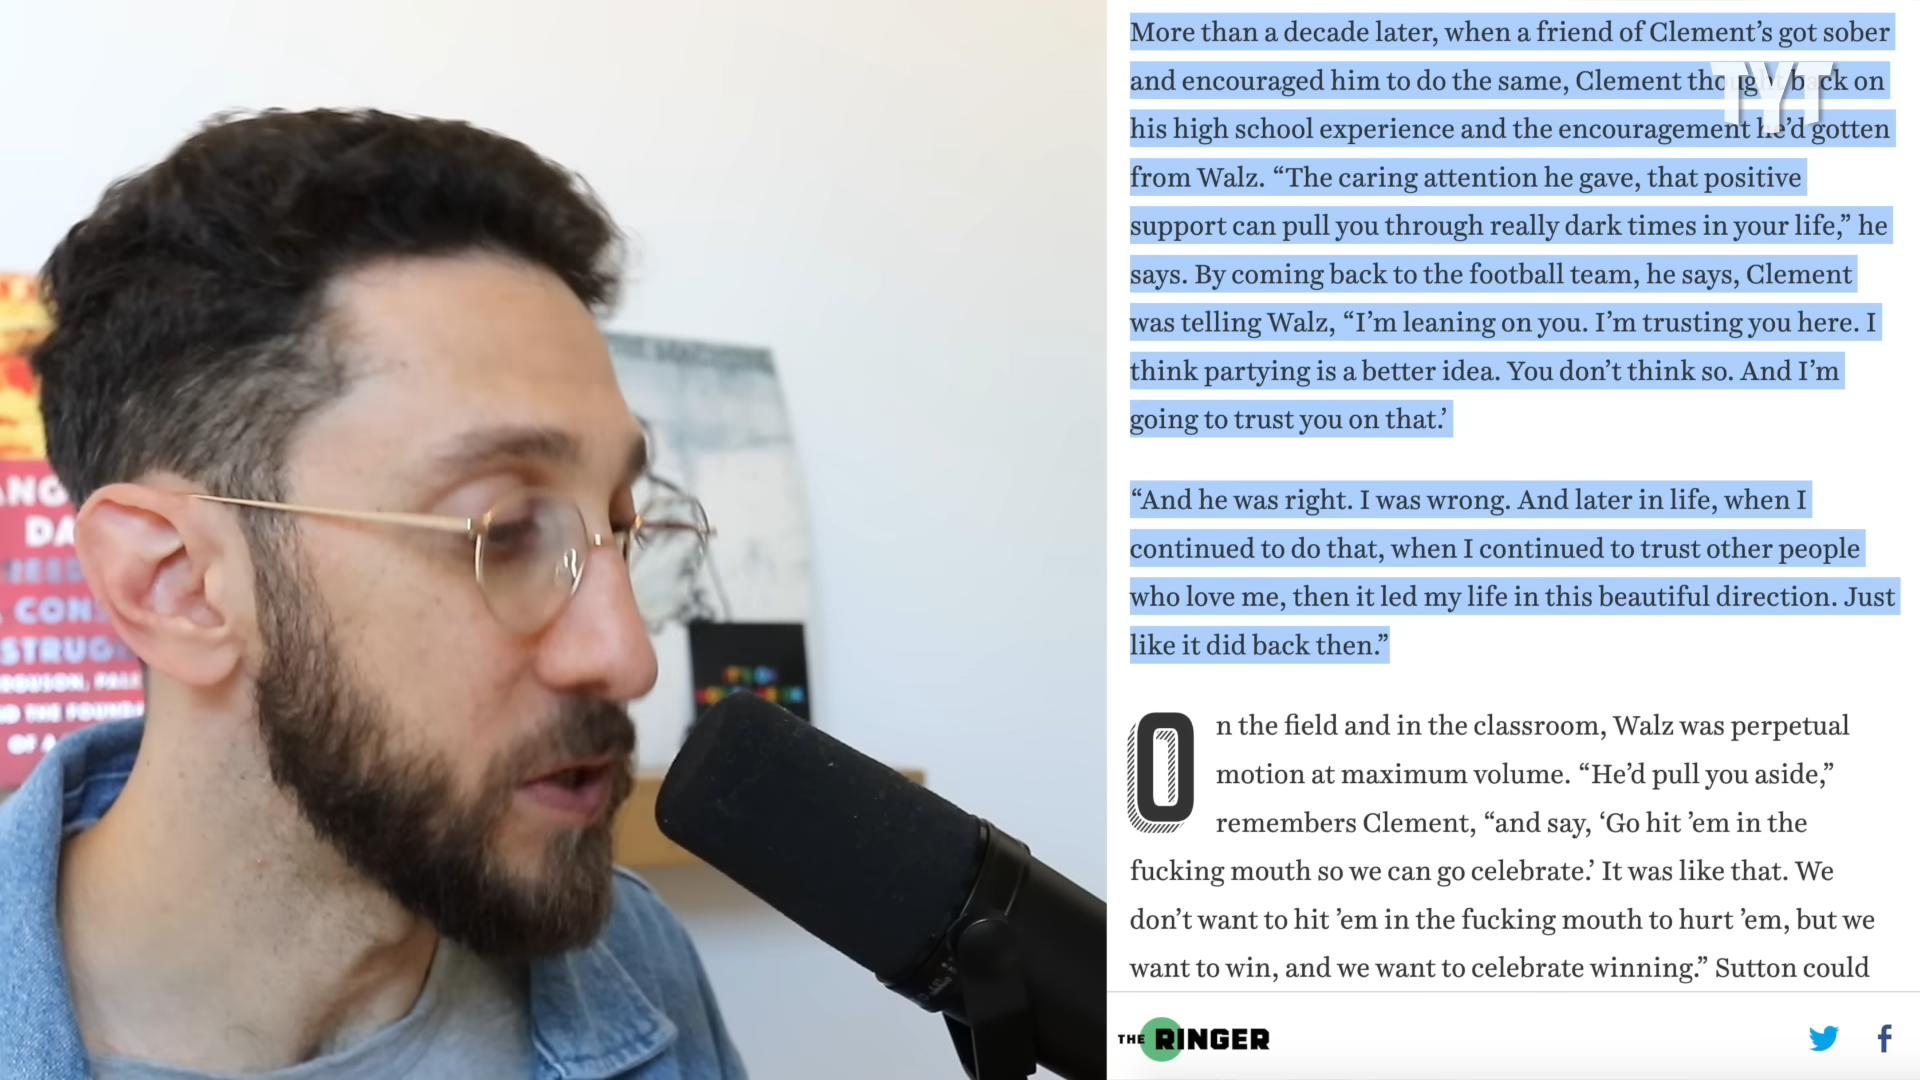 More than a decade later, when a friend of Clement’s got sober
and encouraged him to do the same, Clement thought back on
his high school experience and the encouragement he’d gotten
from Walz. “The caring attention he gave, that positive
support can pull you through really dark times in your life,” he
says. By coming back to the football team, he says, Clement
was telling Walz, “I’m leaning on you. I’m trusting you here. I
think partying is a better idea. You don’t think so. And I’m
going to trust you on that.’
“And he was right. I was wrong. And later in life, when I
continued to do that, when I continued to trust other people
who love me, then it led my life in this beautiful direction. Just
like it did back then.”
On the field and in the classroom, Walz was perpetual
motion at maximum volume. “He’d pull you aside,”
remembers Clement, “and say, ‘Go hit ’em in the
fucking mouth so we can go celebrate.’ It was like that. We
don’t want to hit ’em in the fucking mouth to hurt ’em, but we
want to win, and we want to celebrate winning.” Sutton could
THE RINGER
TYT
DA
STRUG
OF A